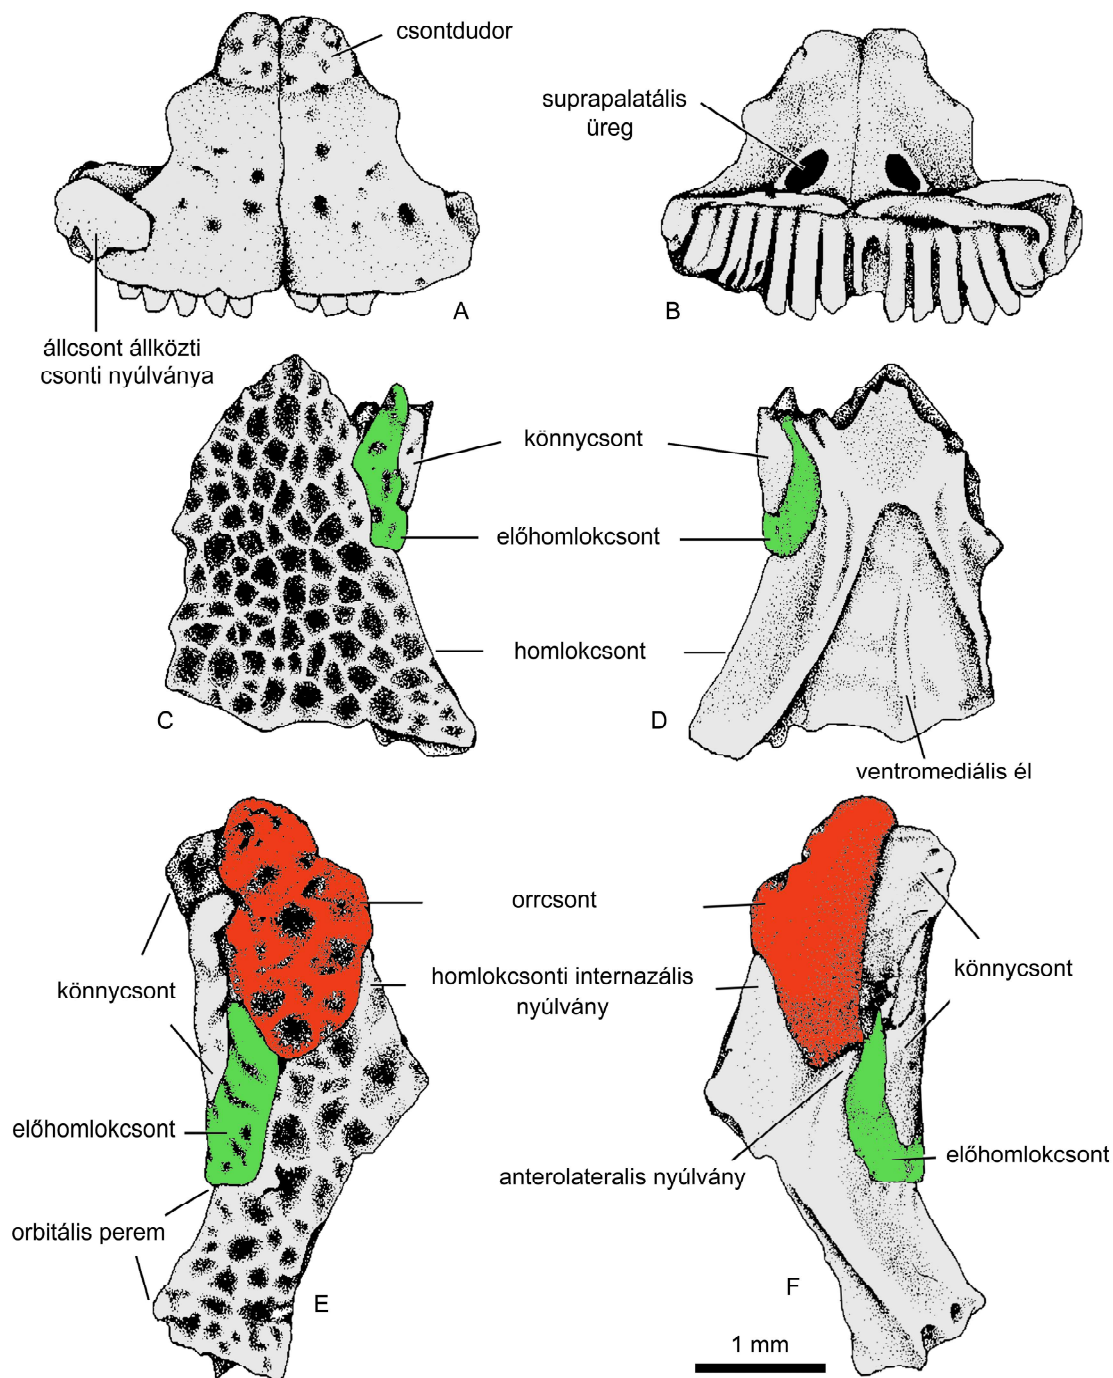 csontdudor
suprapalatális
üreg
A
B
állcsont állközti
csonti nyúlványa
könnycsont
előhomlokcsont
homlokcsont
C
D
ventromediális él
orrcsont
homlokcsonti internazális
nyúlvány
könnycsont
könnycsont
előhomlokcsont
előhomlokcsont
anterolateralis nyúlvány
orbitális perem
E
F
1 mm